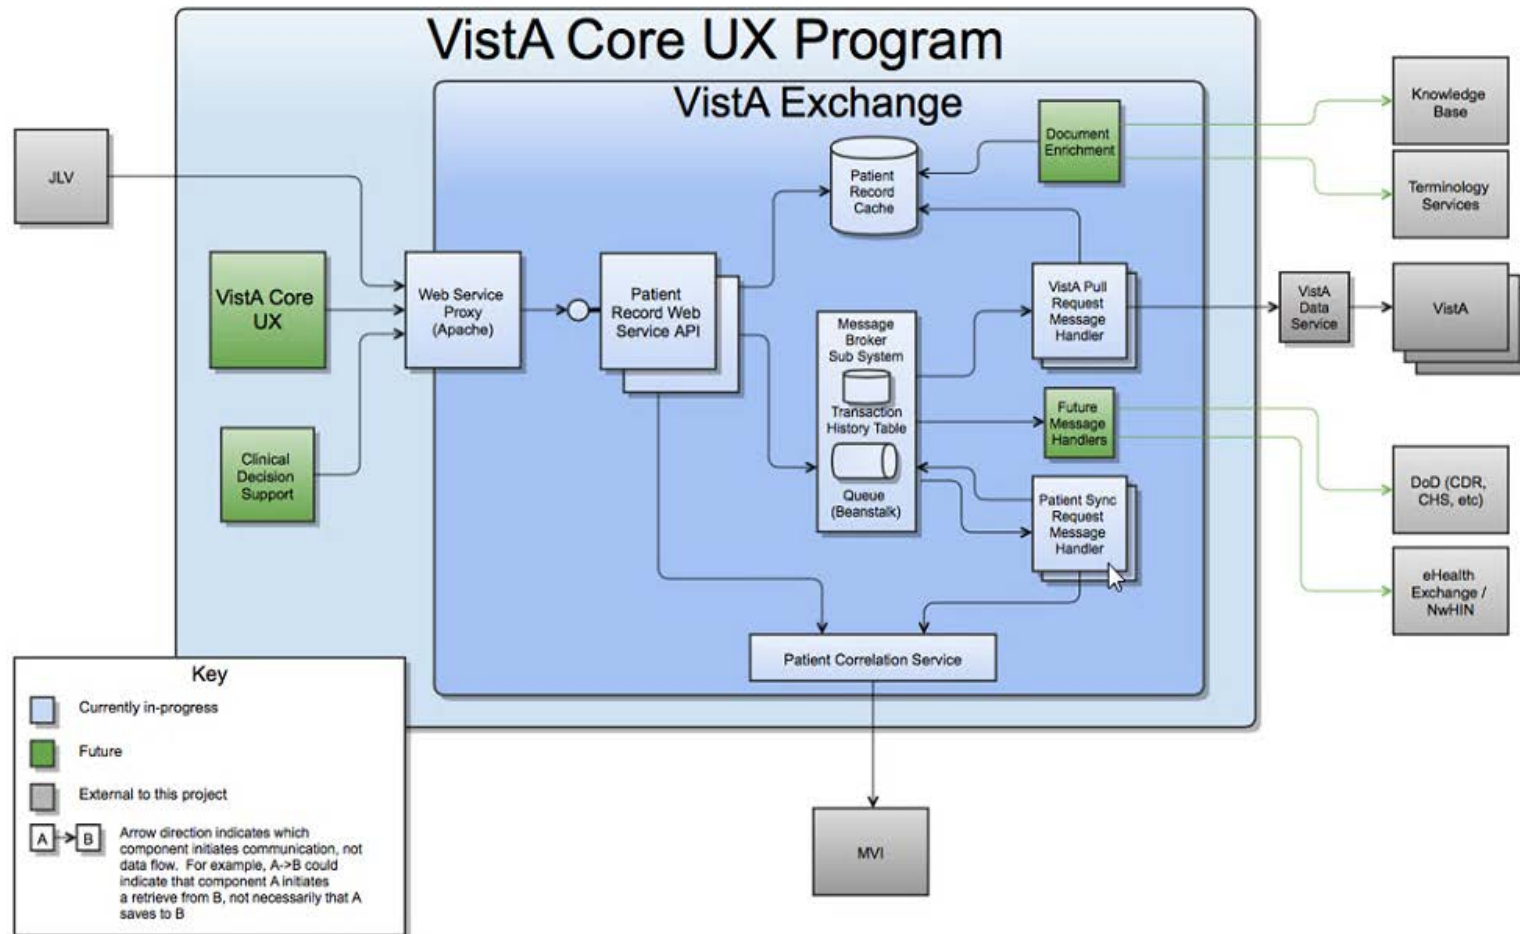 VistA Core UX Program
VistA Exchange
JLV
VistA Core
UX
Clinical
Decision
Support
Web Service
Proxy
(Apache)
Patient
Record Web
Service API
Patient
Record
Cache
Document
Enrichment
Message
Broker
Sub System
Transaction
History Table
Queue
(Beanstalk)
VistA Pull
Request
Message
Handler
Future
Message
Handlers
Patient Sync
Request
Message
Handler
Patient Correlation Service
MVI
Knowledge
Base
Terminology
Services
VistA
Data
Service
VistA
DoD (CDR,
CHS, etc)
eHealth
Exchange /
NwHIN
Key
Currently in-progress
Future
External to this project
A
B
Arrow direction indicates which
component initiates communication, not
data flow. For example, A->B could
indicate that component A initiates
a retrieve from B, not necessarily that A
saves to B